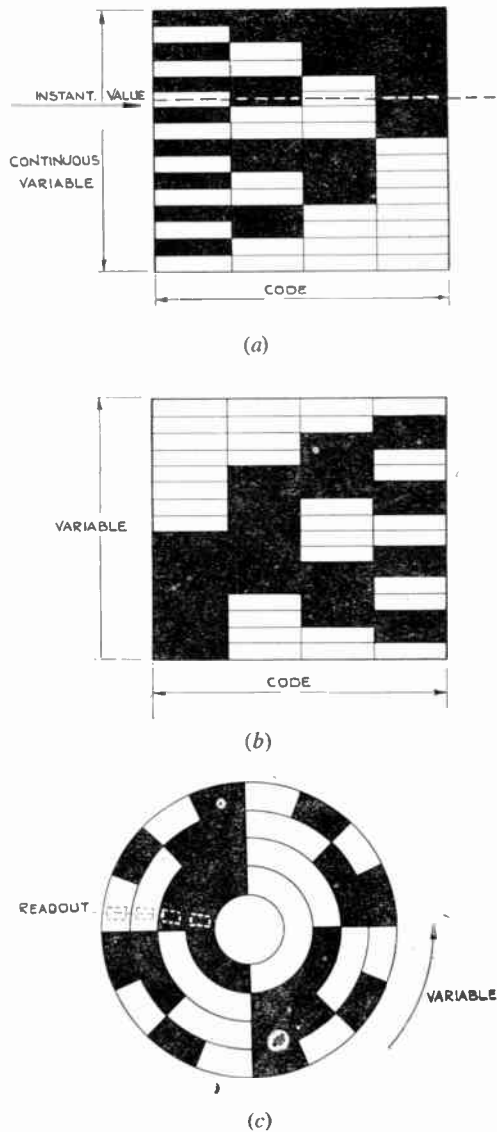 INSTANT. VALUE
CONTINUOUS
VARIABLE
CODE
(a)
VARIABLE
CODE
(b)
READOUT
VARIABLE
(c)